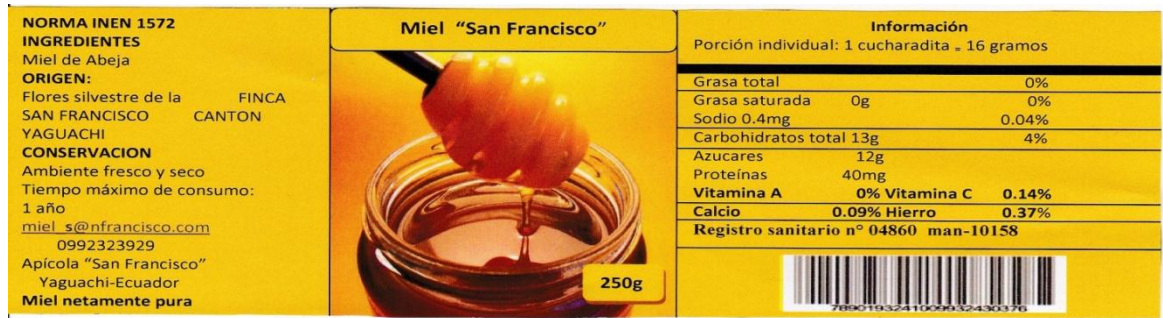 NORMA INEN 1572
INGREDIENTES
Miel de Abeja
ORIGEN:
Flores silvestre de la FINCA
SAN FRANCISCO CANTON
YAGUACHI
CONSERVACION
Ambiente fresco y seco
Tiempo máximo de consumo:
1 año
miel_s@nfrancisco.com
0992323929
Apícola “San Francisco”
Yaguachi-Ecuador
Miel netamente pura
Miel “San Francisco”
250g
Información
Porción individual: 1 cucharadita = 16 gramos
Grasa total 0%
Grasa saturada 0g 0%
Sodio 0.4mg 0.04%
Carbohidratos total 13g 4%
Azucares 12g
Proteínas 40mg
Vitamina A 0% Vitamina C 0.14%
Calcio 0.09% Hierro 0.37%
Registro sanitario n° 04860 man-10158
78901932410099932430376